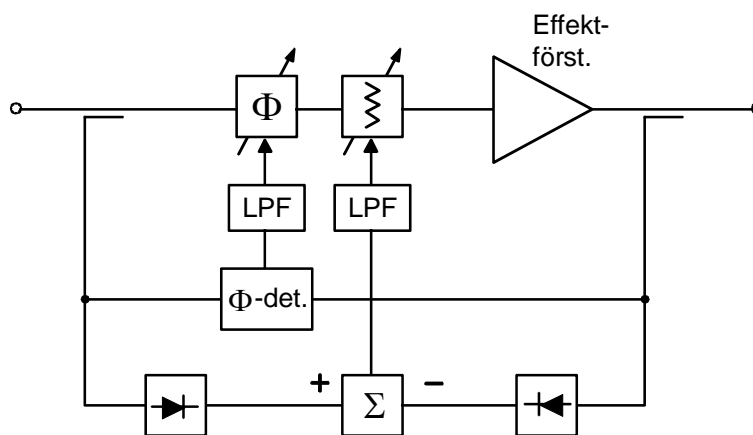 Effekt-
först.
Φ
LPF
LPF
Φ-det.
+
Σ
−